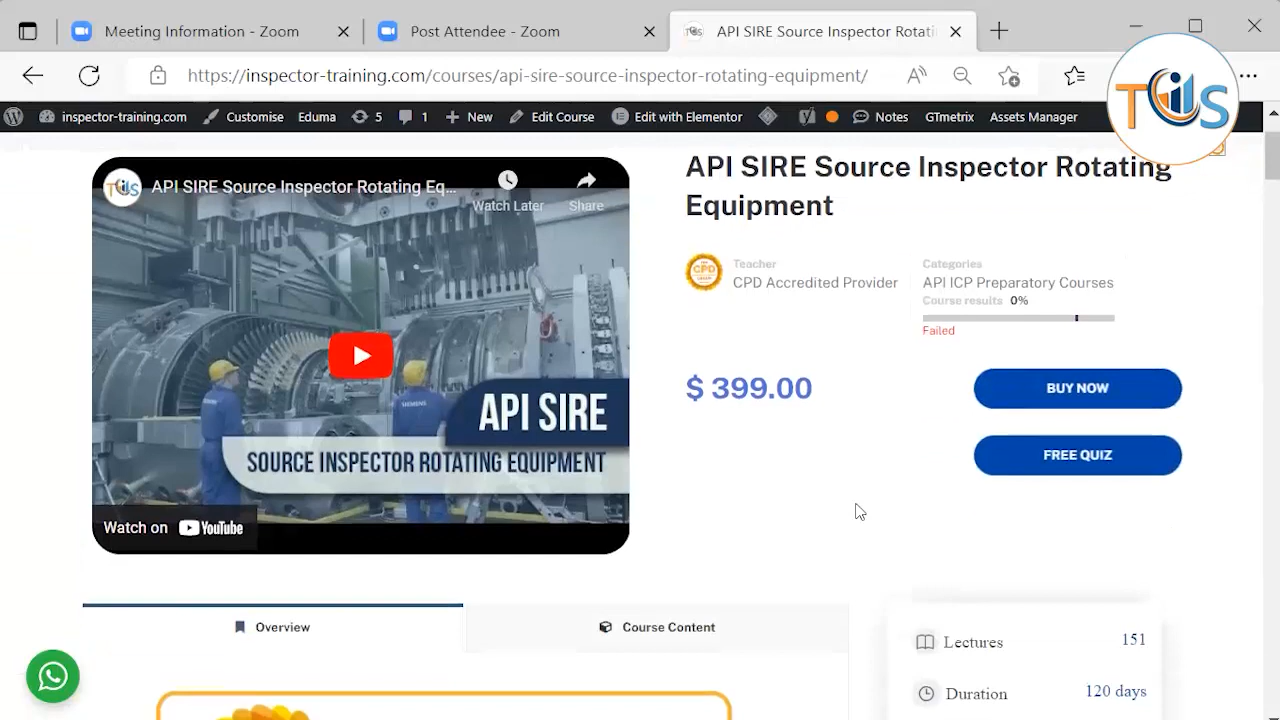 Meeting Information - Zoom
Post Attendee - Zoom
API SIRE Source Inspector Rotati
https://inspector-training.com/courses/api-sire-source-inspector-rotating-equipment/
TiIS
inspector-training.com
Customise
Eduma
5
1
New
Edit Course
Edit with Elementor
Notes
GTmetrix
Assets Manager
API SIRE Source Inspector Rotating Eq...
Watch Later
Share
SIEMENS
API SIRE
SOURCE INSPECTOR ROTATING EQUIPMENT
Watch on YouTube
API SIRE Source Inspector Rotating
Equipment
CPD
Teacher
CPD Accredited Provider
Categories
API ICP Preparatory Courses
Course results 0%
Failed
$ 399.00
BUY NOW
FREE QUIZ
Overview
Course Content
Lectures 151
Duration 120 days